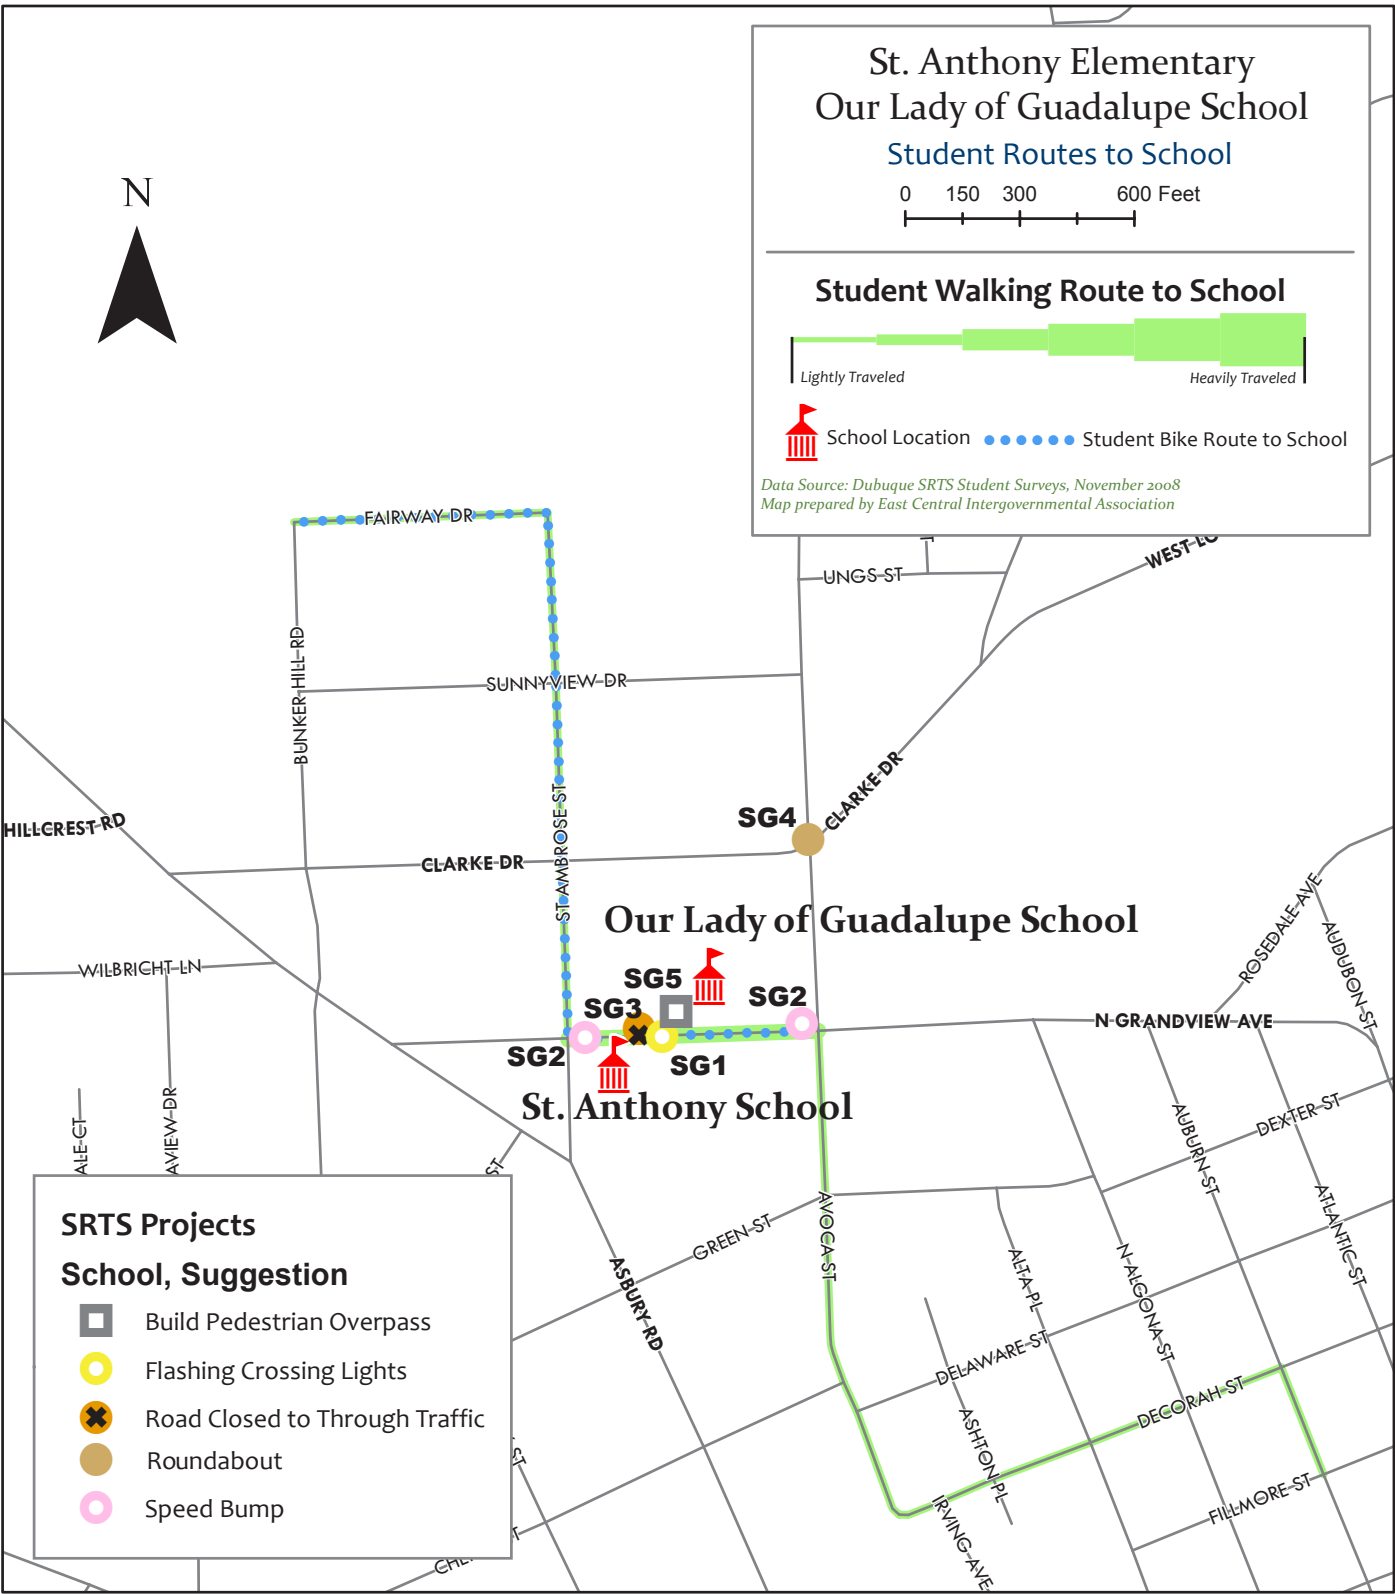 St. Anthony Elementary
Our Lady of Guadalupe School
Student Routes to School
0 150 300 600 Feet
Student Walking Route to School
Lightly Traveled
Heavily Traveled
School Location
Student Bike Route to School
Data Source: Dubuque SRTS Student Surveys, November 2008
Map prepared by East Central Intergovernmental Association
N
FAIRWAY DR
WEST LO
UNGS ST
BUNKER HILL RD
SUNNYVIEW DR
ST AMBROSE ST
SG4
CLARKE DR
HILLCREST RD
CLARKE DR
Our Lady of Guadalupe School
ROSEDALE AVE
AUDUBON ST
WILBRICHT LN
SG5
SG3
SG2
N GRANDVIEW AVE
SG2
SG1
St. Anthony School
ALE CT
AVIEW DR
ST
DEXTER ST
AUBURN ST
ATLANTIC ST
GREEN ST
AVOCA ST
ALTA PL
N ALGONA ST
ASBURY RD
DELAWARE ST
DECORAH ST
ASHTON PL
IRVING AVE
FILLMORE ST
ST
CHE
T
SRTS Projects
School, Suggestion
Build Pedestrian Overpass
Flashing Crossing Lights
Road Closed to Through Traffic
Roundabout
Speed Bump